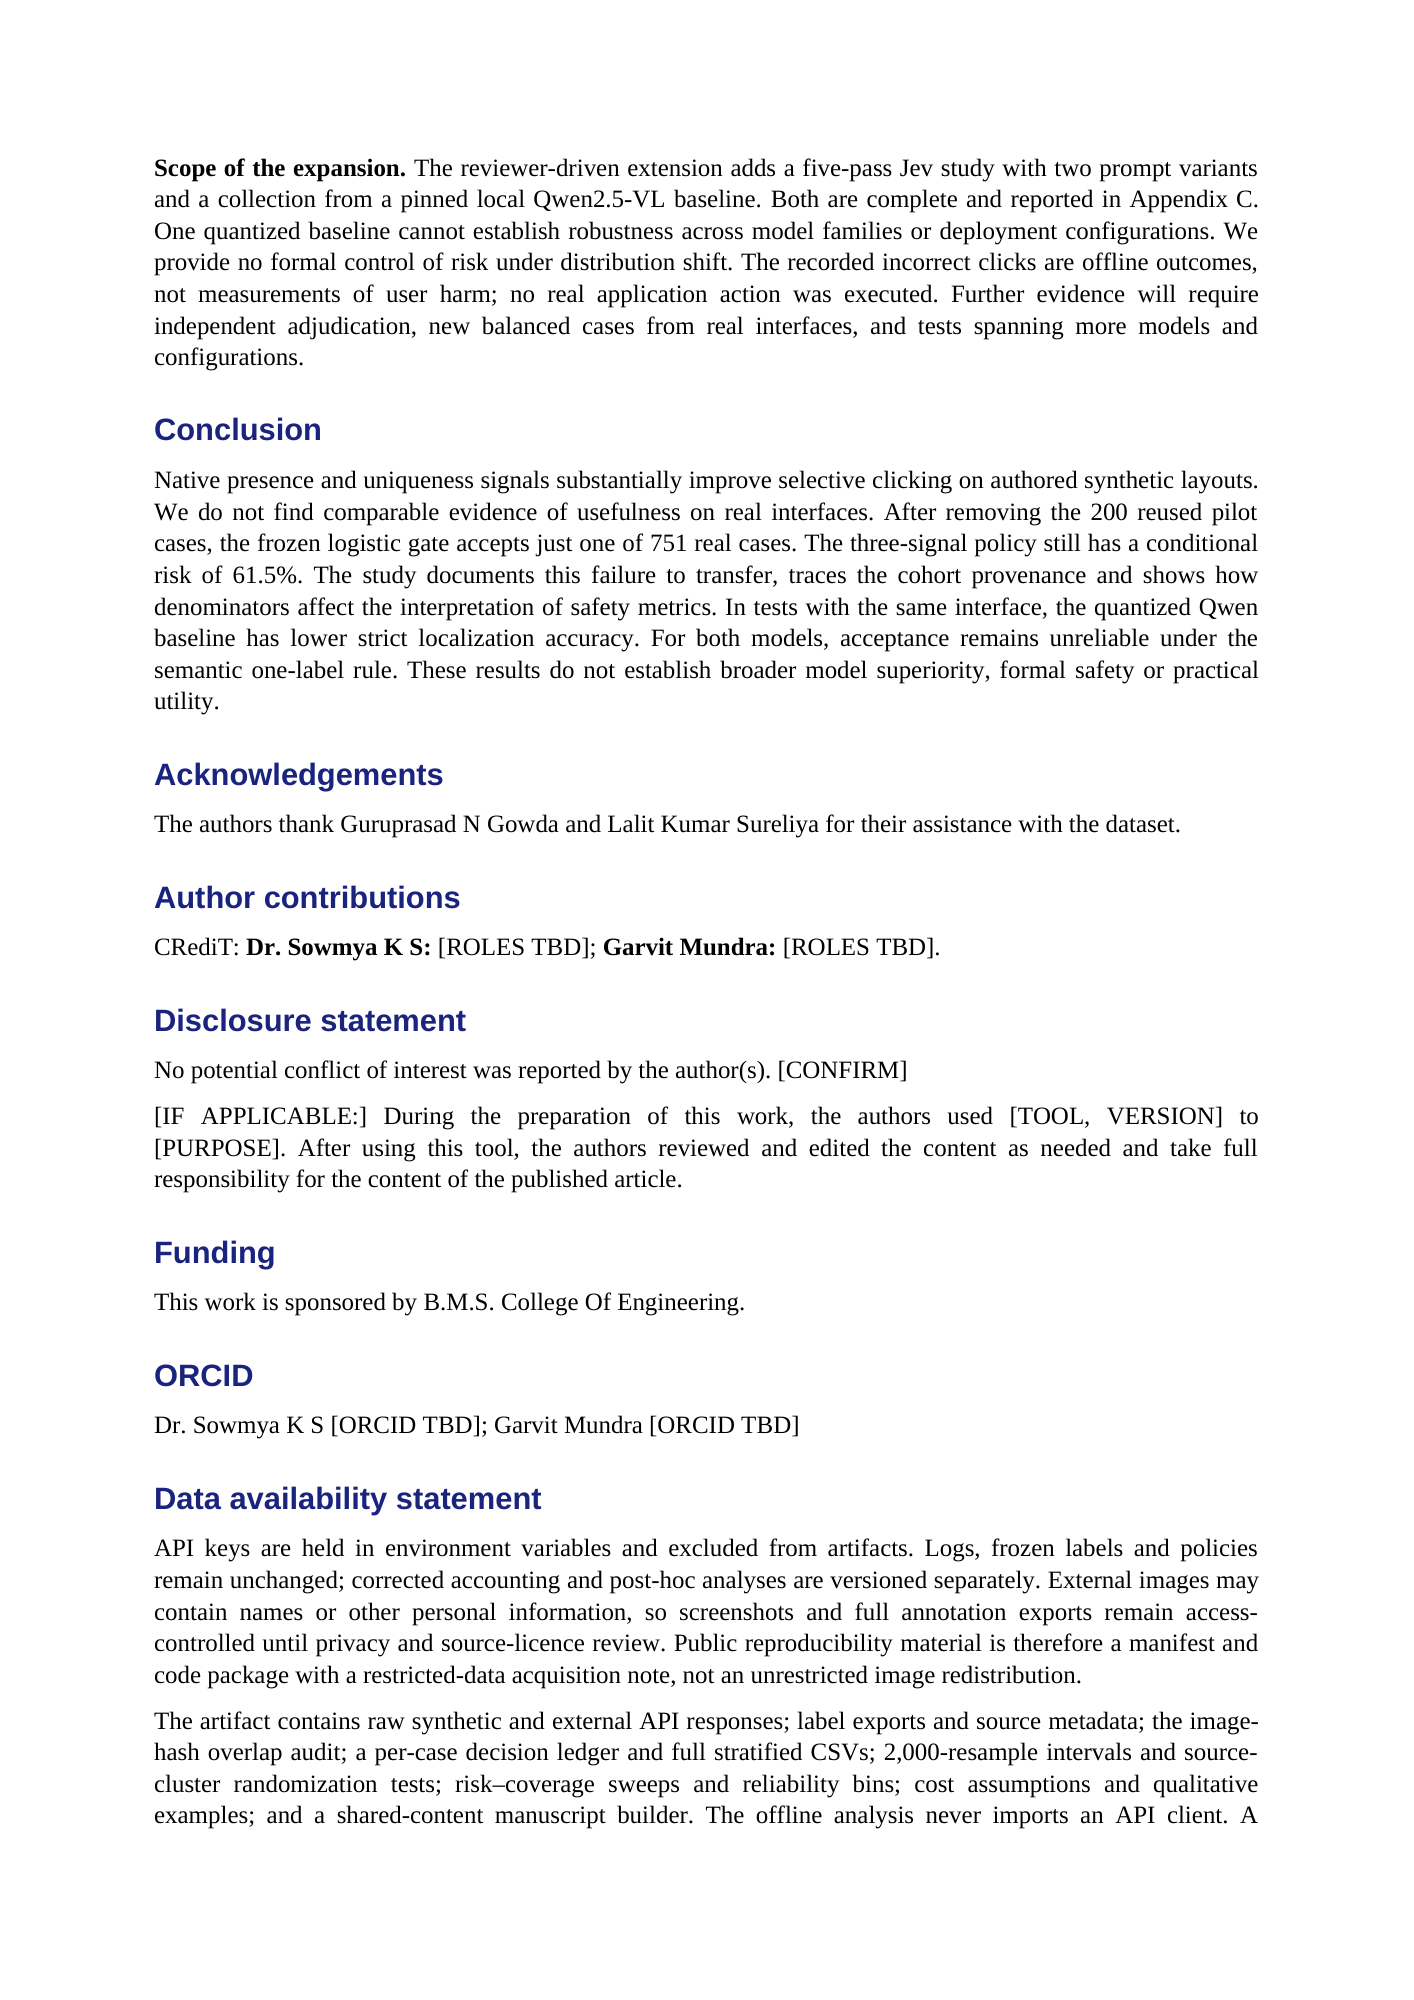 Scope of the expansion. The reviewer-driven extension adds a five-pass Jev study with two prompt variants
and a collection from a pinned local Qwen2.5-VL baseline. Both are complete and reported in Appendix C.
One quantized baseline cannot establish robustness across model families or deployment configurations. We
provide no formal control of risk under distribution shift. The recorded incorrect clicks are offline outcomes,
not measurements of user harm; no real application action was executed. Further evidence will require
independent adjudication, new balanced cases from real interfaces, and tests spanning more models and
configurations.
Conclusion
Native presence and uniqueness signals substantially improve selective clicking on authored synthetic layouts.
We do not find comparable evidence of usefulness on real interfaces. After removing the 200 reused pilot
cases, the frozen logistic gate accepts just one of 751 real cases. The three-signal policy still has a conditional
risk of 61.5%. The study documents this failure to transfer, traces the cohort provenance and shows how
denominators affect the interpretation of safety metrics. In tests with the same interface, the quantized Qwen
baseline has lower strict localization accuracy. For both models, acceptance remains unreliable under the
semantic one-label rule. These results do not establish broader model superiority, formal safety or practical
utility.
Acknowledgements
The authors thank Guruprasad N Gowda and Lalit Kumar Sureliya for their assistance with the dataset.
Author contributions
CRediT: Dr. Sowmya K S: [ROLES TBD]; Garvit Mundra: [ROLES TBD].
Disclosure statement
No potential conflict of interest was reported by the author(s). [CONFIRM]
[IF APPLICABLE:] During the preparation of this work, the authors used [TOOL, VERSION] to
[PURPOSE]. After using this tool, the authors reviewed and edited the content as needed and take full
responsibility for the content of the published article.
Funding
This work is sponsored by B.M.S. College Of Engineering.
ORCID
Dr. Sowmya K S [ORCID TBD]; Garvit Mundra [ORCID TBD]
Data availability statement
API keys are held in environment variables and excluded from artifacts. Logs, frozen labels and policies
remain unchanged; corrected accounting and post-hoc analyses are versioned separately. External images may
contain names or other personal information, so screenshots and full annotation exports remain access-
controlled until privacy and source-licence review. Public reproducibility material is therefore a manifest and
code package with a restricted-data acquisition note, not an unrestricted image redistribution.
The artifact contains raw synthetic and external API responses; label exports and source metadata; the image-
hash overlap audit; a per-case decision ledger and full stratified CSVs; 2,000-resample intervals and source-
cluster randomization tests; risk–coverage sweeps and reliability bins; cost assumptions and qualitative
examples; and a shared-content manuscript builder. The offline analysis never imports an API client. A